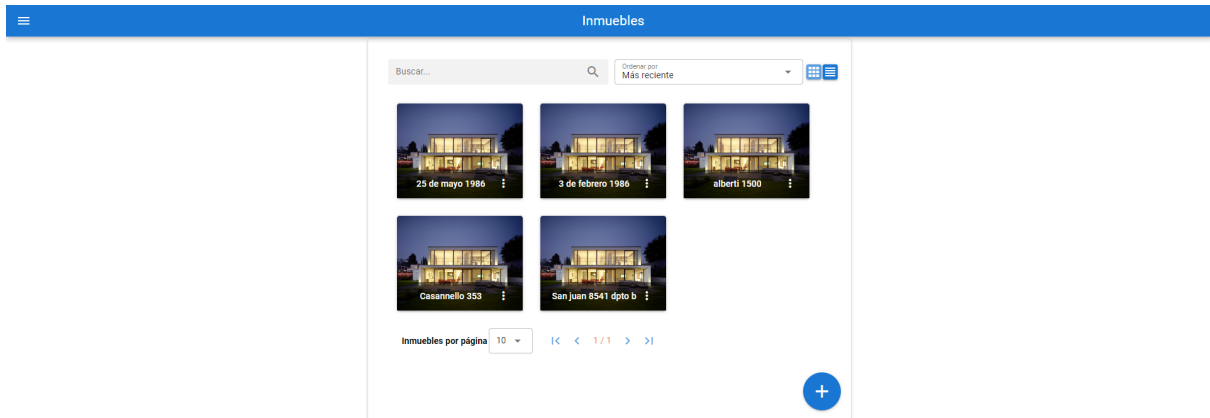 Inmuebles
Buscar...
Ordenar por
Más reciente
25 de mayo 1986
3 de febrero 1986
alberti 1500
Casannello 353
San juan 8541 dpto b
Inmuebles por página 10
1 / 1
+